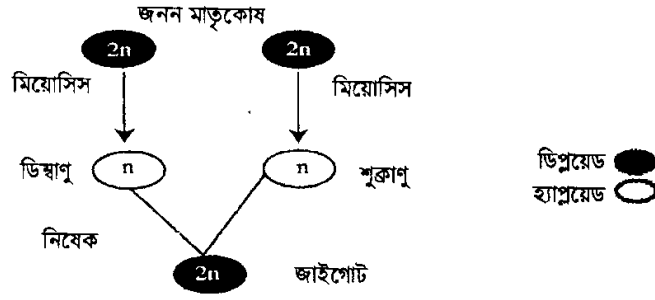 জনন মাতৃকোষ
2n 2n
মিয়োসিস মিয়োসিস
ডিম্বাণু n n শুক্রাণু
ডিপ্লয়েড
হ্যাপ্লয়েড
নিষেক
2n জাইগোট